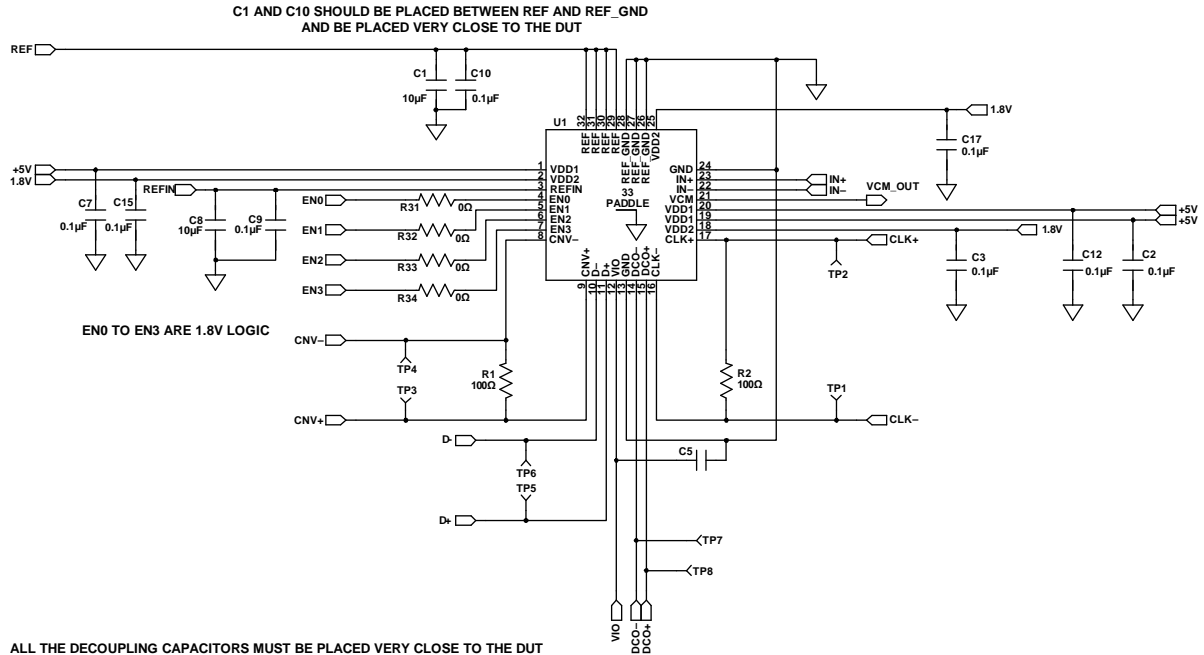 C1 AND C10 SHOULD BE PLACED BETWEEN REF AND REF_GND
AND BE PLACED VERY CLOSE TO THE DUT
REF
C1
10µF
C10
0.1µF
1.8V
C17
0.1µF
U1
32 31 30 29 28 27 26 25
REF
REF
REF
REF
REF_GND
REF_GND
REF_GND
VDD2
+5V
1.8V
REFIN
C7
0.1µF
C15
0.1µF
C8
10µF
C9
0.1µF
EN0
R31
0Ω
EN1
R32
0Ω
EN2
R33
0Ω
EN3
R34
0Ω
1 VDD1
2 VDD2
3 REFIN
4 EN0
5 EN1
6 EN2
7 EN3
8 CNV–
33
PADDLE
GND 24
IN+ 23
IN– 22
VCM 21
VDD1 20
VDD1 19
VDD2 18
CLK+ 17
CNV+
D–
D+
VIO
GND
DCO–
DCO+
CLK–
9 10 11 12 13 14 15 16
IN+
IN–
VCM_OUT
+5V
+5V
1.8V
CLK+
TP2
C3
0.1µF
C12
0.1µF
C2
0.1µF
EN0 TO EN3 ARE 1.8V LOGIC
CNV–
TP4
TP3
R1
100Ω
CNV+
R2
100Ω
TP1
CLK–
D-
TP6
TP5
D+
C5
TP7
TP8
VIO
DCO–
DCO+
ALL THE DECOUPLING CAPACITORS MUST BE PLACED VERY CLOSE TO THE DUT